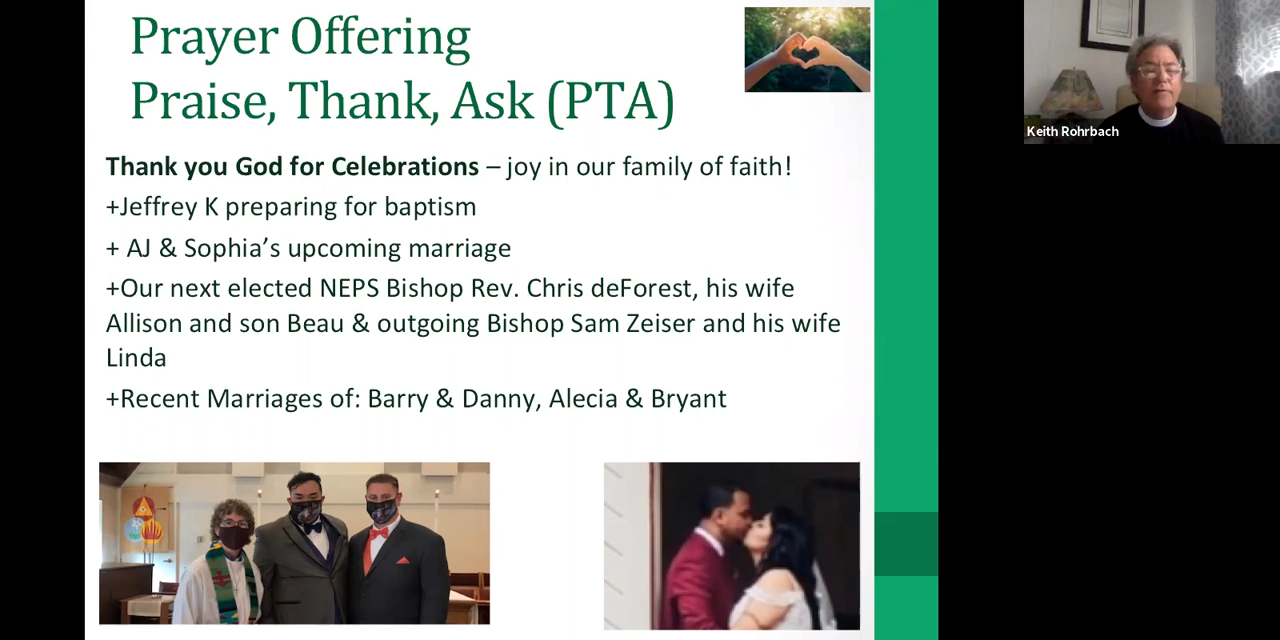 Prayer Offering
Praise, Thank, Ask (PTA)
Thank you God for Celebrations – joy in our family of faith!
+Jeffrey K preparing for baptism
+ AJ & Sophia’s upcoming marriage
+Our next elected NEPS Bishop Rev. Chris deForest, his wife
Allison and son Beau & outgoing Bishop Sam Zeiser and his wife
Linda
+Recent Marriages of: Barry & Danny, Alecia & Bryant
Keith Rohrbach